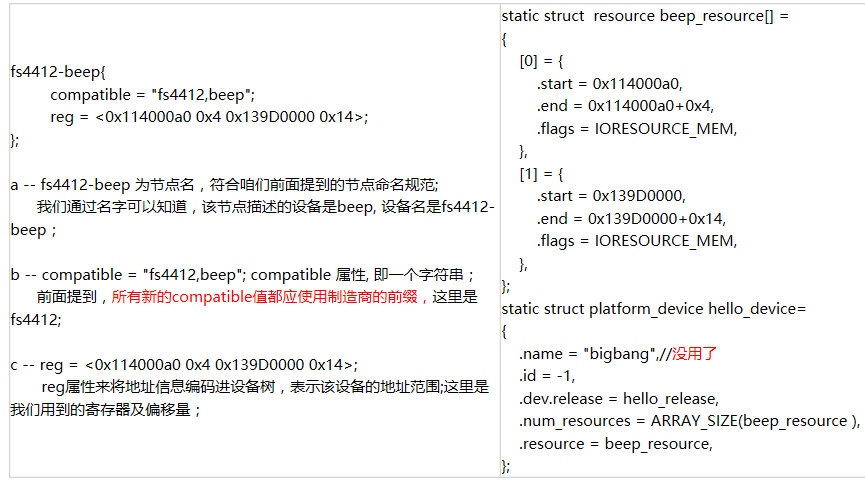 fs4412-beep{
compatible = "fs4412,beep";
reg = <0x114000a0 0x4 0x139D0000 0x14>;
};
a -- fs4412-beep 为节点名，符合咱们前面提到的节点命名规范;
我们通过名字可以知道，该节点描述的设备是beep, 设备名是fs4412-
beep；
b -- compatible = "fs4412,beep"; compatible 属性, 即一个字符串；
前面提到，所有新的compatible值都应使用制造商的前缀，这里是
fs4412;
c -- reg = <0x114000a0 0x4 0x139D0000 0x14>;
reg属性来将地址信息编码进设备树，表示该设备的地址范围;这里是
我们用到的寄存器及偏移量；
static struct  resource beep_resource[] =
{
[0] = {
.start = 0x114000a0,
.end = 0x114000a0+0x4,
.flags = IORESOURCE_MEM,
},
[1] = {
.start = 0x139D0000,
.end = 0x139D0000+0x14,
.flags = IORESOURCE_MEM,
},
};
static struct platform_device hello_device=
{
.name = "bigbang",//没用了
.id = -1,
.dev.release = hello_release,
.num_resources = ARRAY_SIZE(beep_resource ),
.resource = beep_resource,
};